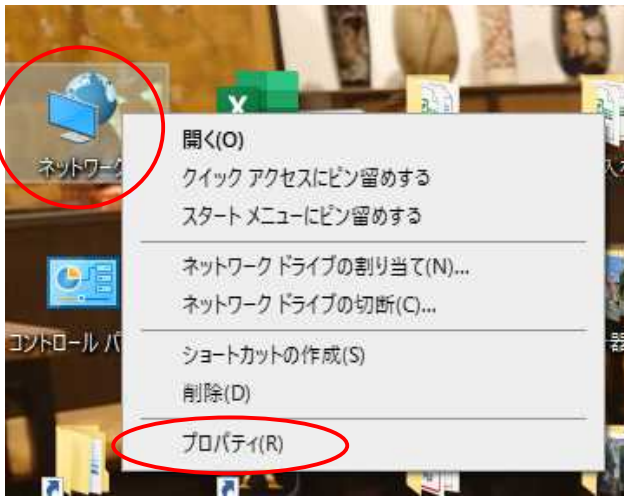 開く(O)
クイック アクセスにピン留めする
スタート メニューにピン留めする
ネットワーク ドライブの割り当て(N)...
ネットワーク ドライブの切断(C)...
ショートカットの作成(S)
削除(D)
プロパティ(R)
ネットワーク
コントロール パ
X